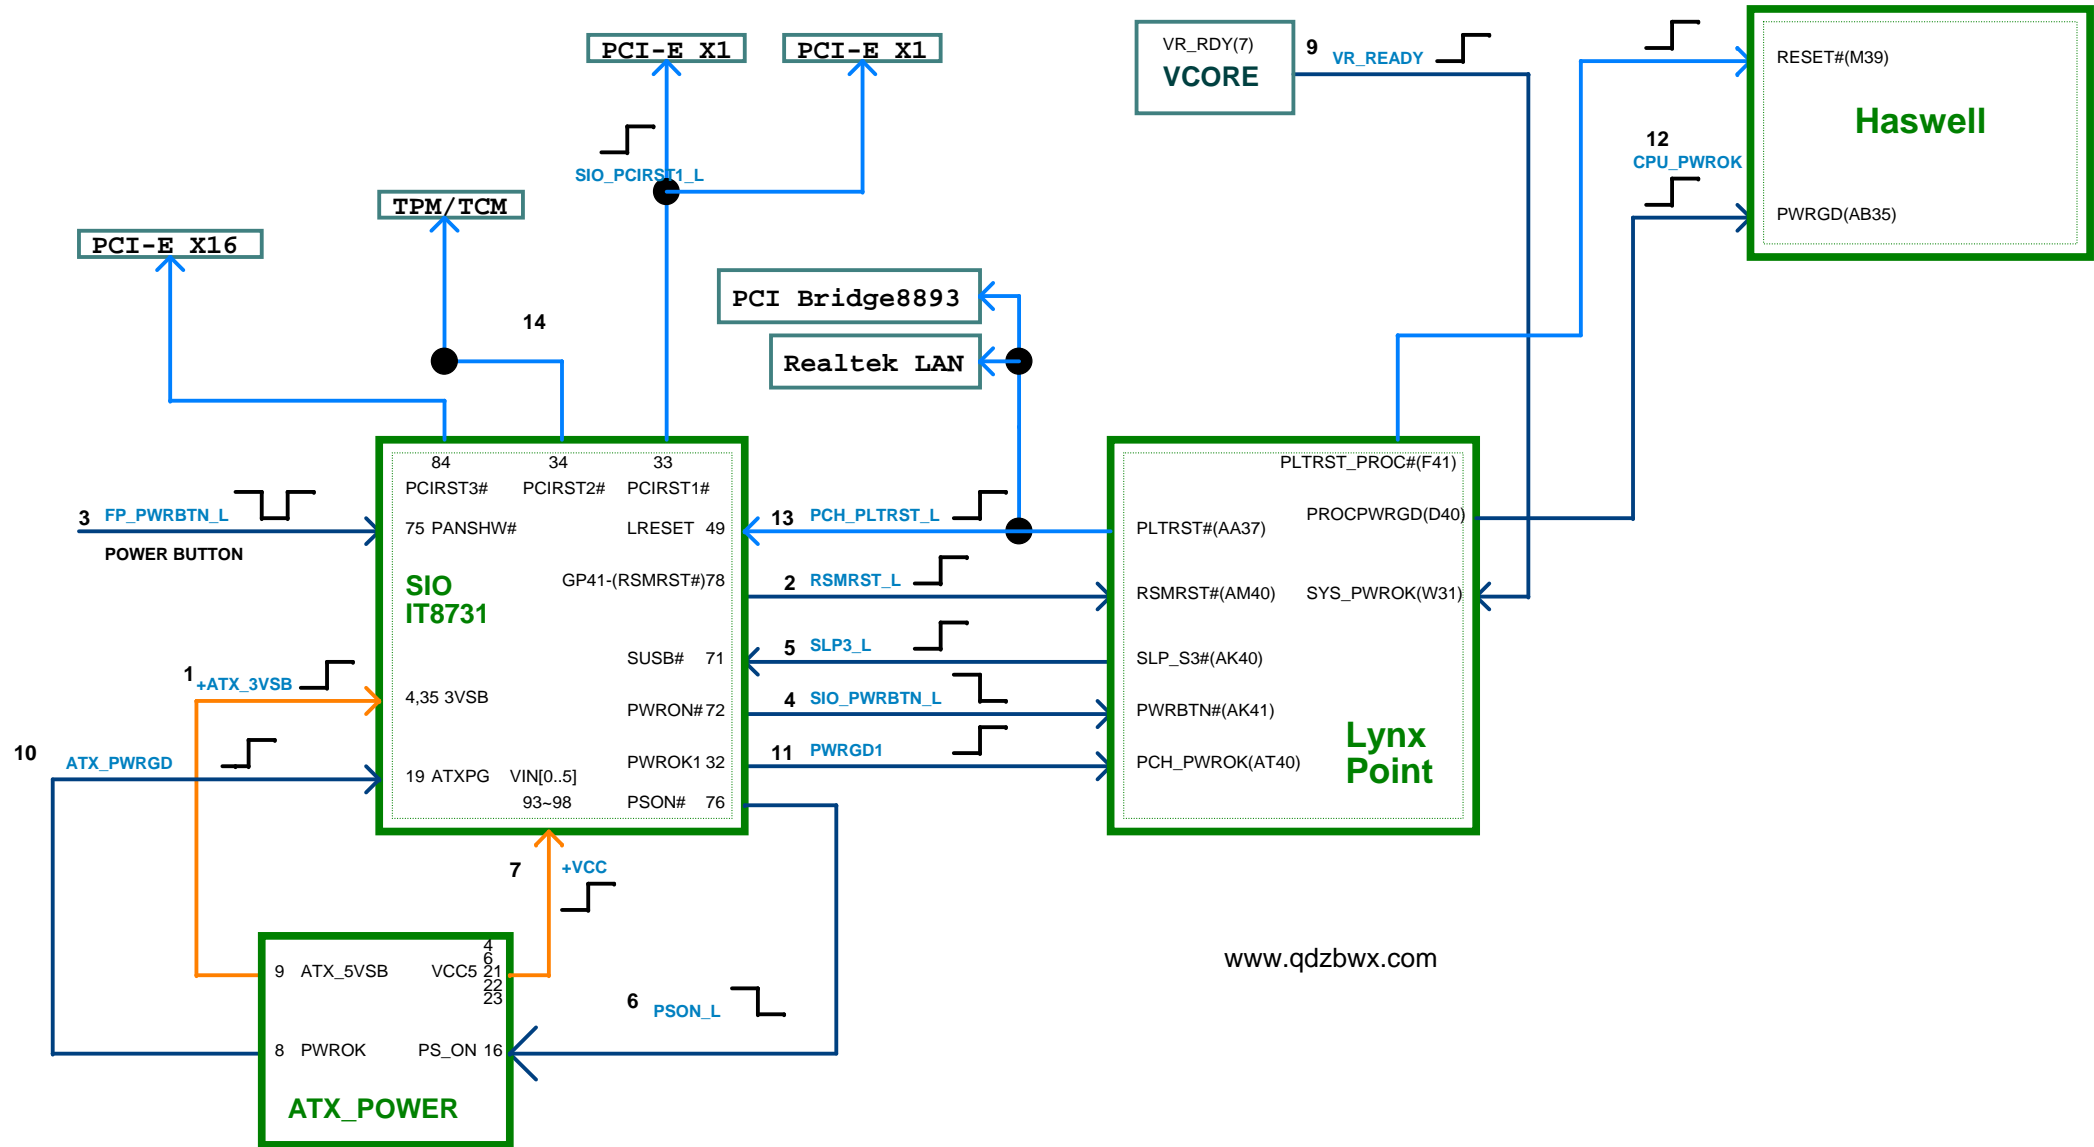 PCI-E X1
PCI-E X1
VR_RDY(7)
VCORE
9
VR_READY
RESET#(M39)
Haswell
12
CPU_PWROK
PWRGD(AB35)
SIO_PCIRST1_L
TPM/TCM
PCI-E X16
14
PCI Bridge8893
Realtek LAN
84
34
33
PCIRST3#
PCIRST2#
PCIRST1#
3
FP_PWRBTN_L
POWER BUTTON
75 PANSHW#
LRESET 49
GP41-(RSMRST#)78
SIO
IT8731
SUSB# 71
1
+ATX_3VSB
4,35 3VSB
PWRON# 72
10
ATX_PWRGD
19 ATXPG
VIN[0..5]
93~98
PWROK1 32
PSON# 76
13
PCH_PLTRST_L
2
RSMRST_L
5
SLP3_L
4
SIO_PWRBTN_L
11
PWRGD1
PLTRST_PROC#(F41)
PROCPWRGD(D40)
PLTRST#(AA37)
RSMRST#(AM40)
SYS_PWROK(W31)
SLP_S3#(AK40)
PWRBTN#(AK41)
PCH_PWROK(AT40)
Lynx
Point
7
+VCC
9 ATX_5VSB
VCC5
4
6
21
22
23
6
PSON_L
8 PWROK
PS_ON 16
ATX_POWER
www.qdzbwx.com